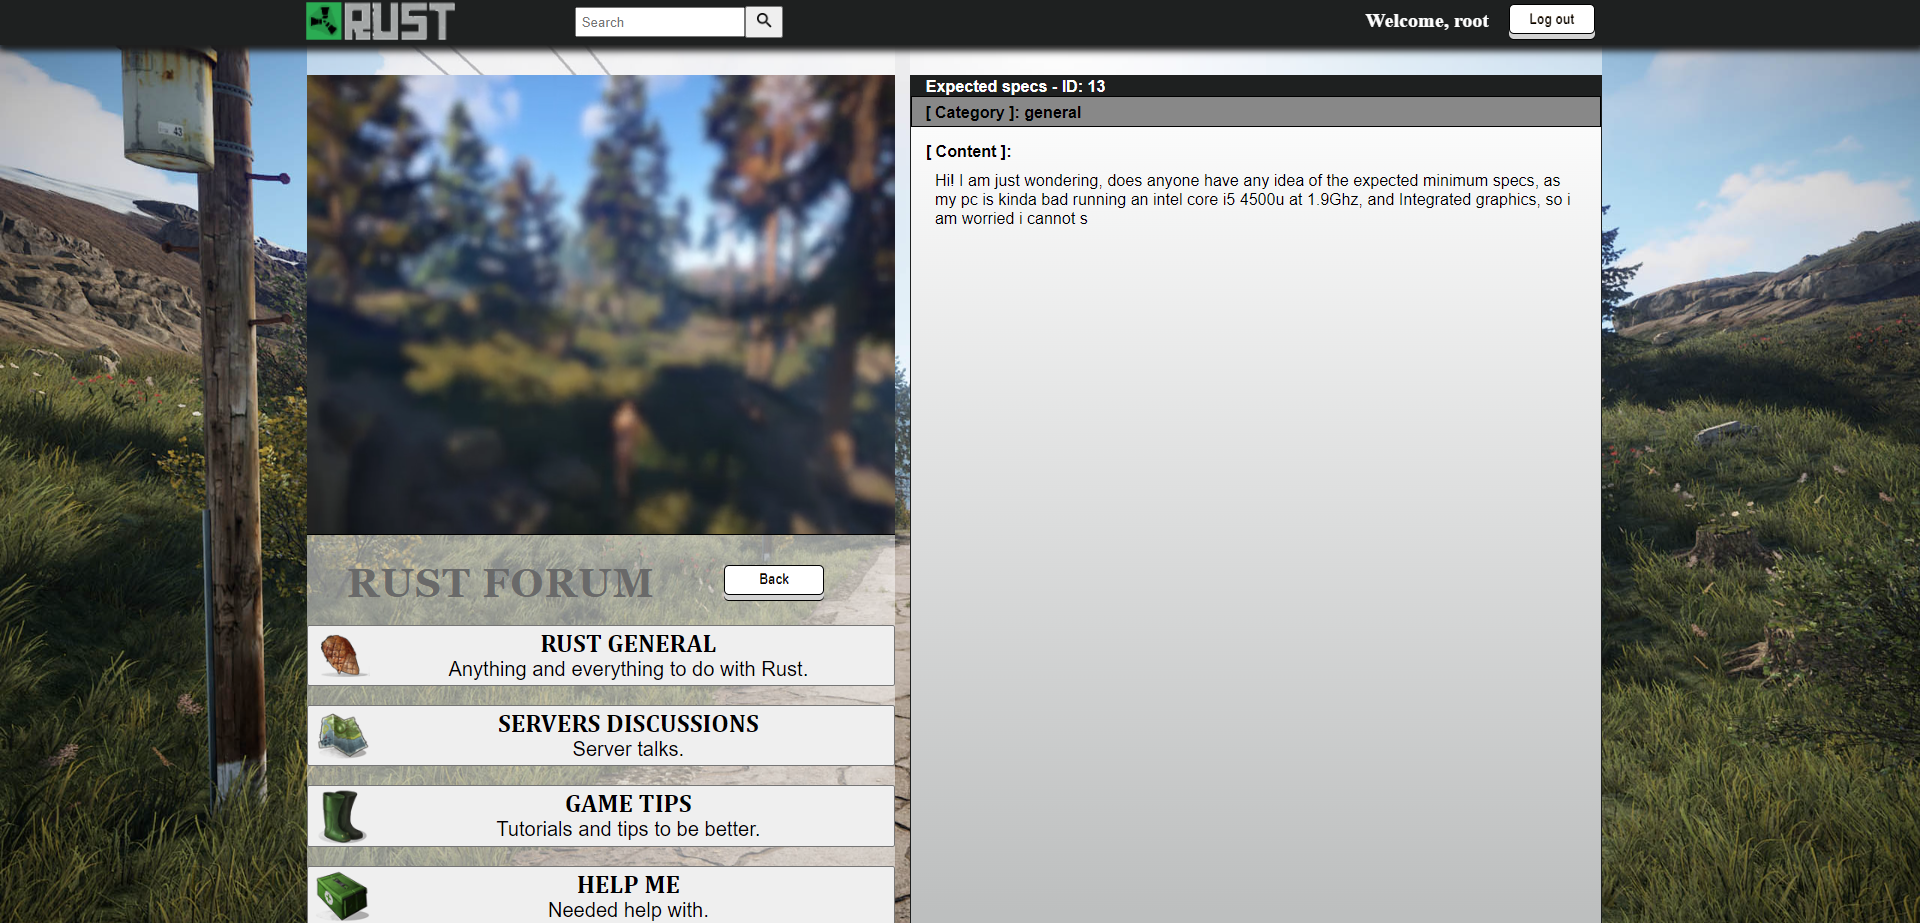 RUST
Search
Welcome, root
Log out
43
Expected specs - ID: 13
[ Category ]: general
[ Content ]:
Hi! I am just wondering, does anyone have any idea of the expected minimum specs, as
my pc is kinda bad running an intel core i5 4500u at 1.9Ghz, and Integrated graphics, so i
am worried i cannot s
RUST FORUM
Back
RUST GENERAL
Anything and everything to do with Rust.
SERVERS DISCUSSIONS
Server talks.
GAME TIPS
Tutorials and tips to be better.
HELP ME
Needed help with.